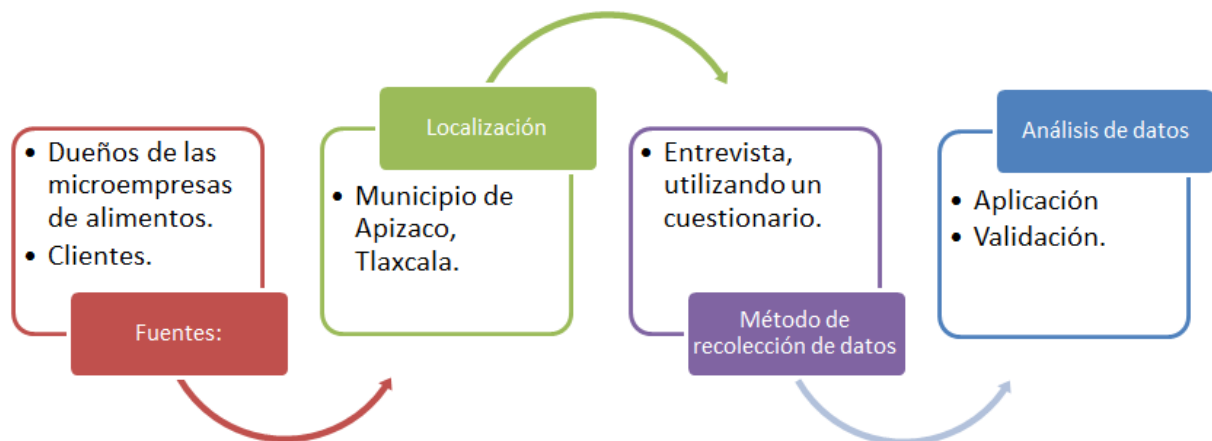 • Dueños de las
microempresas
de alimentos.
• Clientes.
Fuentes:
Localización
• Municipio de
Apizaco,
Tlaxcala.
• Entrevista,
utilizando un
cuestionario.
Método de
recolección de datos
Análisis de datos
• Aplicación
• Validación.